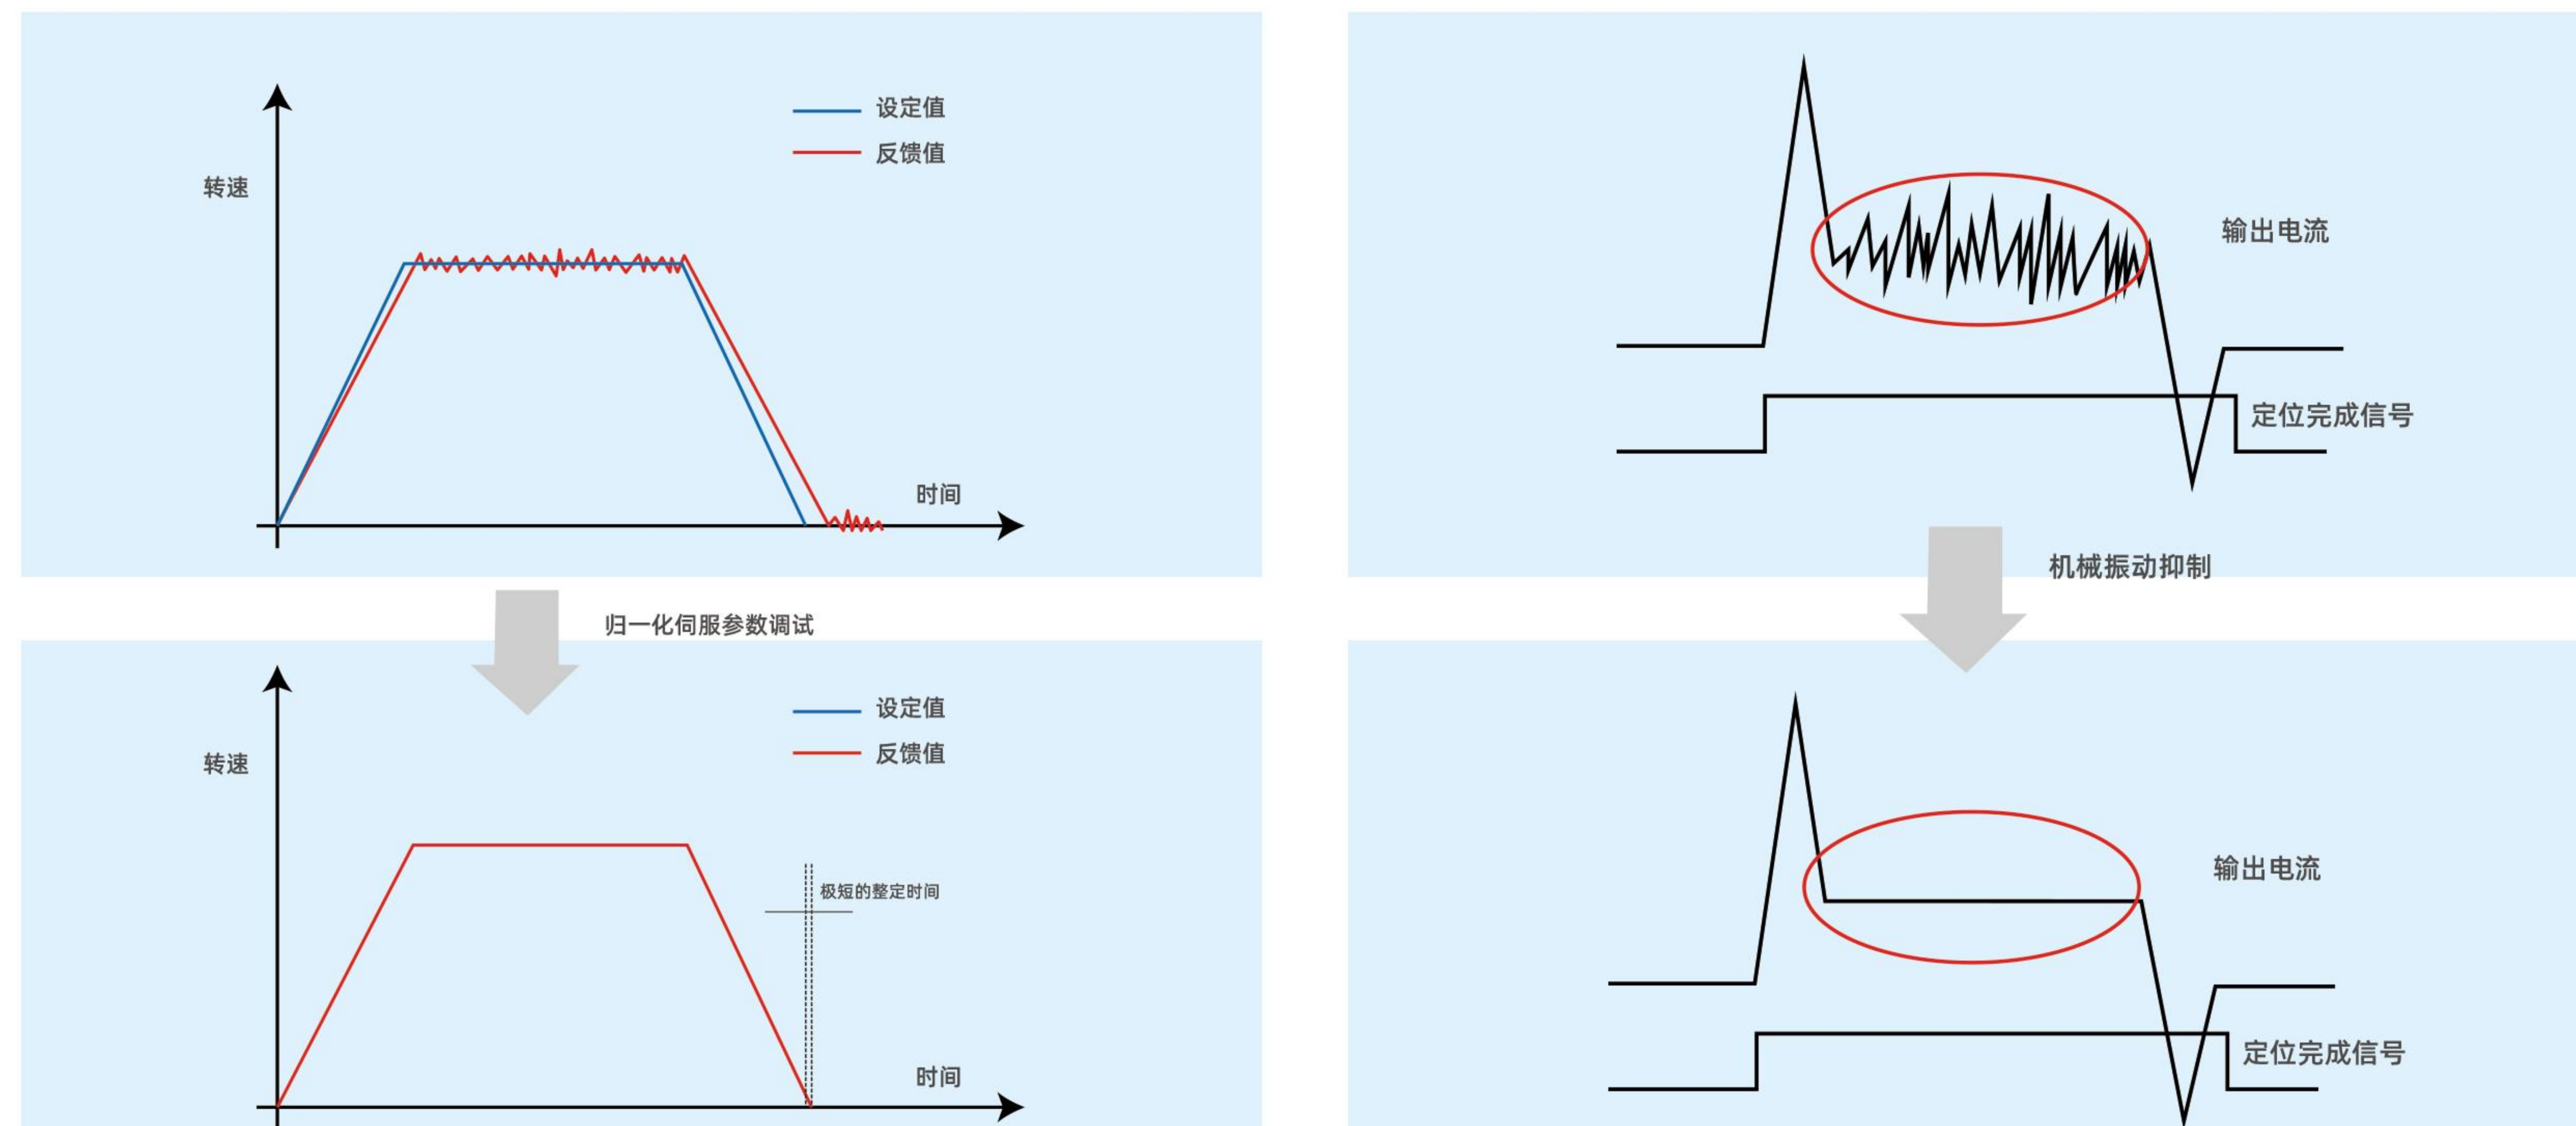 设定值
反馈值
转速
时间
归一化伺服参数调试
设定值
反馈值
转速
极短的整定时间
时间
输出电流
定位完成信号
机械振动抑制
输出电流
定位完成信号